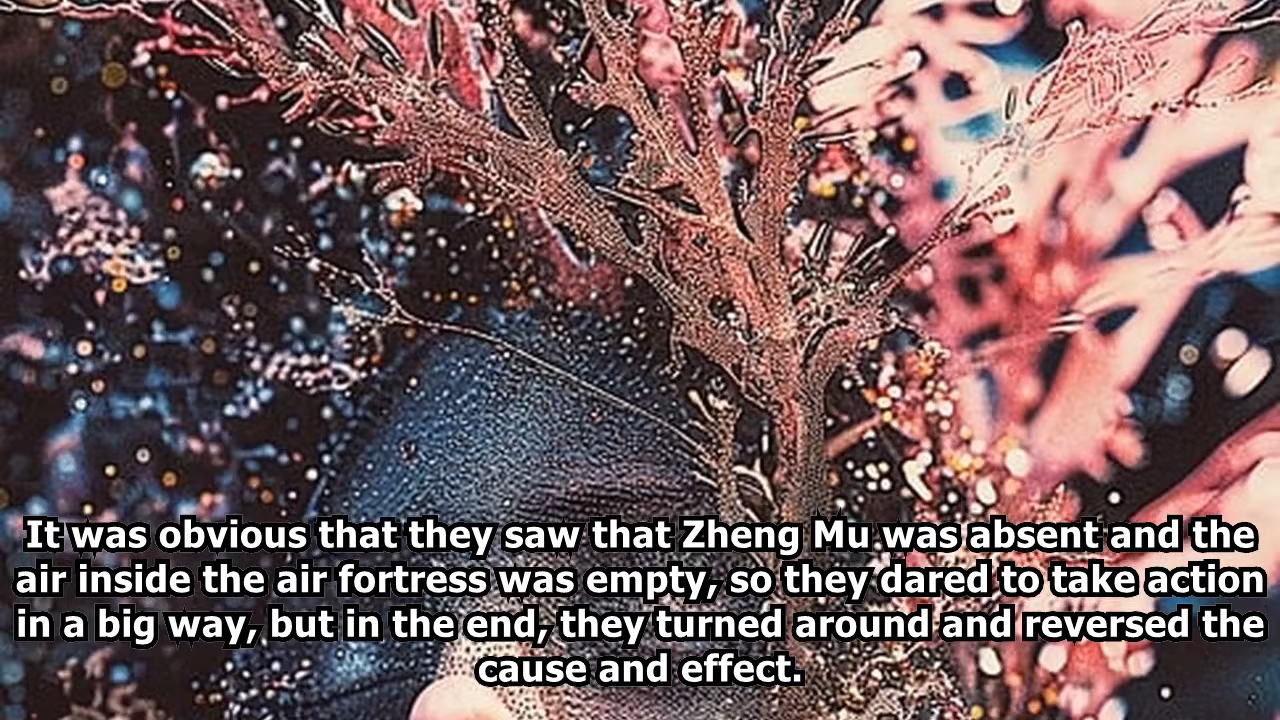 It was obvious that they saw that Zheng Mu was absent and the
air inside the air fortress was empty, so they dared to take action
in a big way, but in the end, they turned around and reversed the
cause and effect.